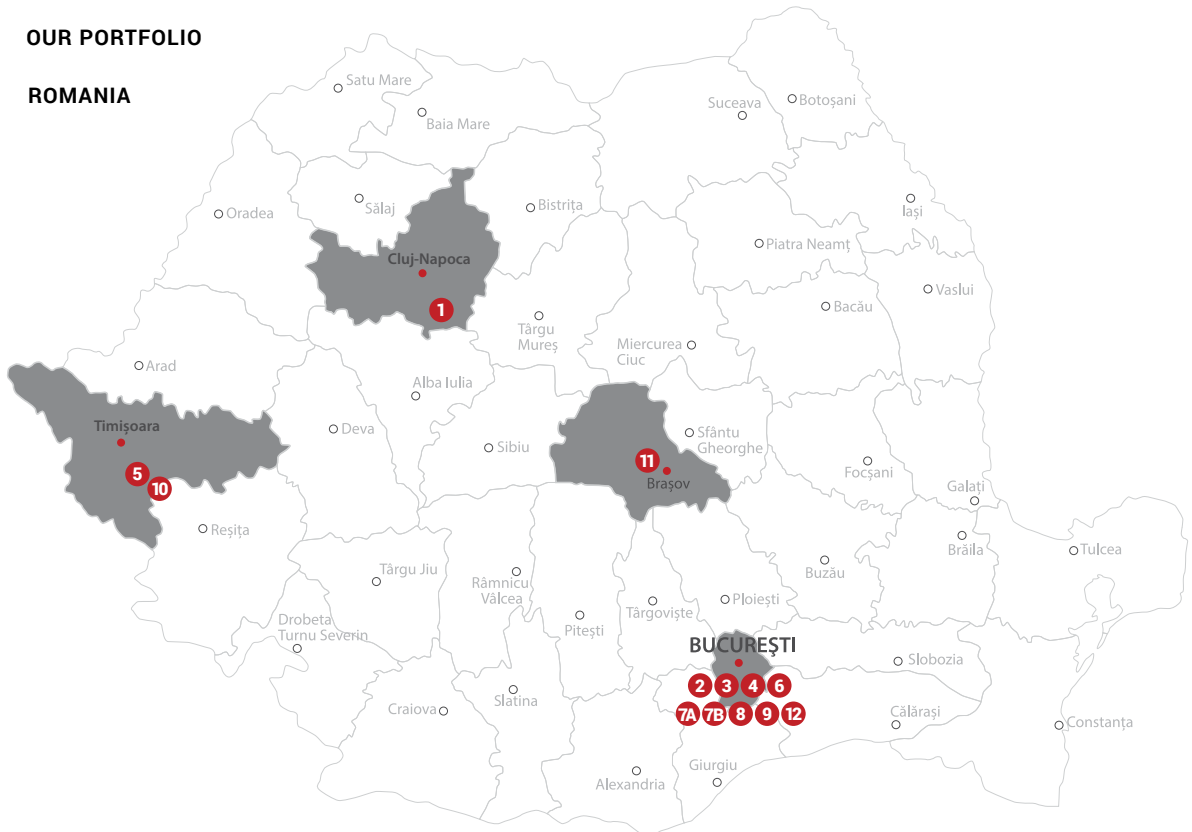 OUR PORTFOLIO
ROMANIA
Satu Mare
Baia Mare
Suceava
Botoșani
Sălaj
Bistrița
Oradea
Iași
Piatra Neamț
Cluj-Napoca
1
Vaslui
Bacău
Târgu
Mureș
Miercurea
Ciuc
Arad
Alba Iulia
Timișoara
5
10
Deva
Sibiu
11
Brașov
Sfântu
Gheorghe
Focșani
Galați
Reșița
Brăila
Tulcea
Târgu Jiu
Râmnicu
Vâlcea
Buzău
Drobeta
Turnu Severin
Pitești
Târgoviște
Ploiești
BUCUREŞTI
2 3 4 6
7A 7B 8 9 12
Slobozia
Slatina
Craiova
Călărași
Constanța
Alexandria
Giurgiu